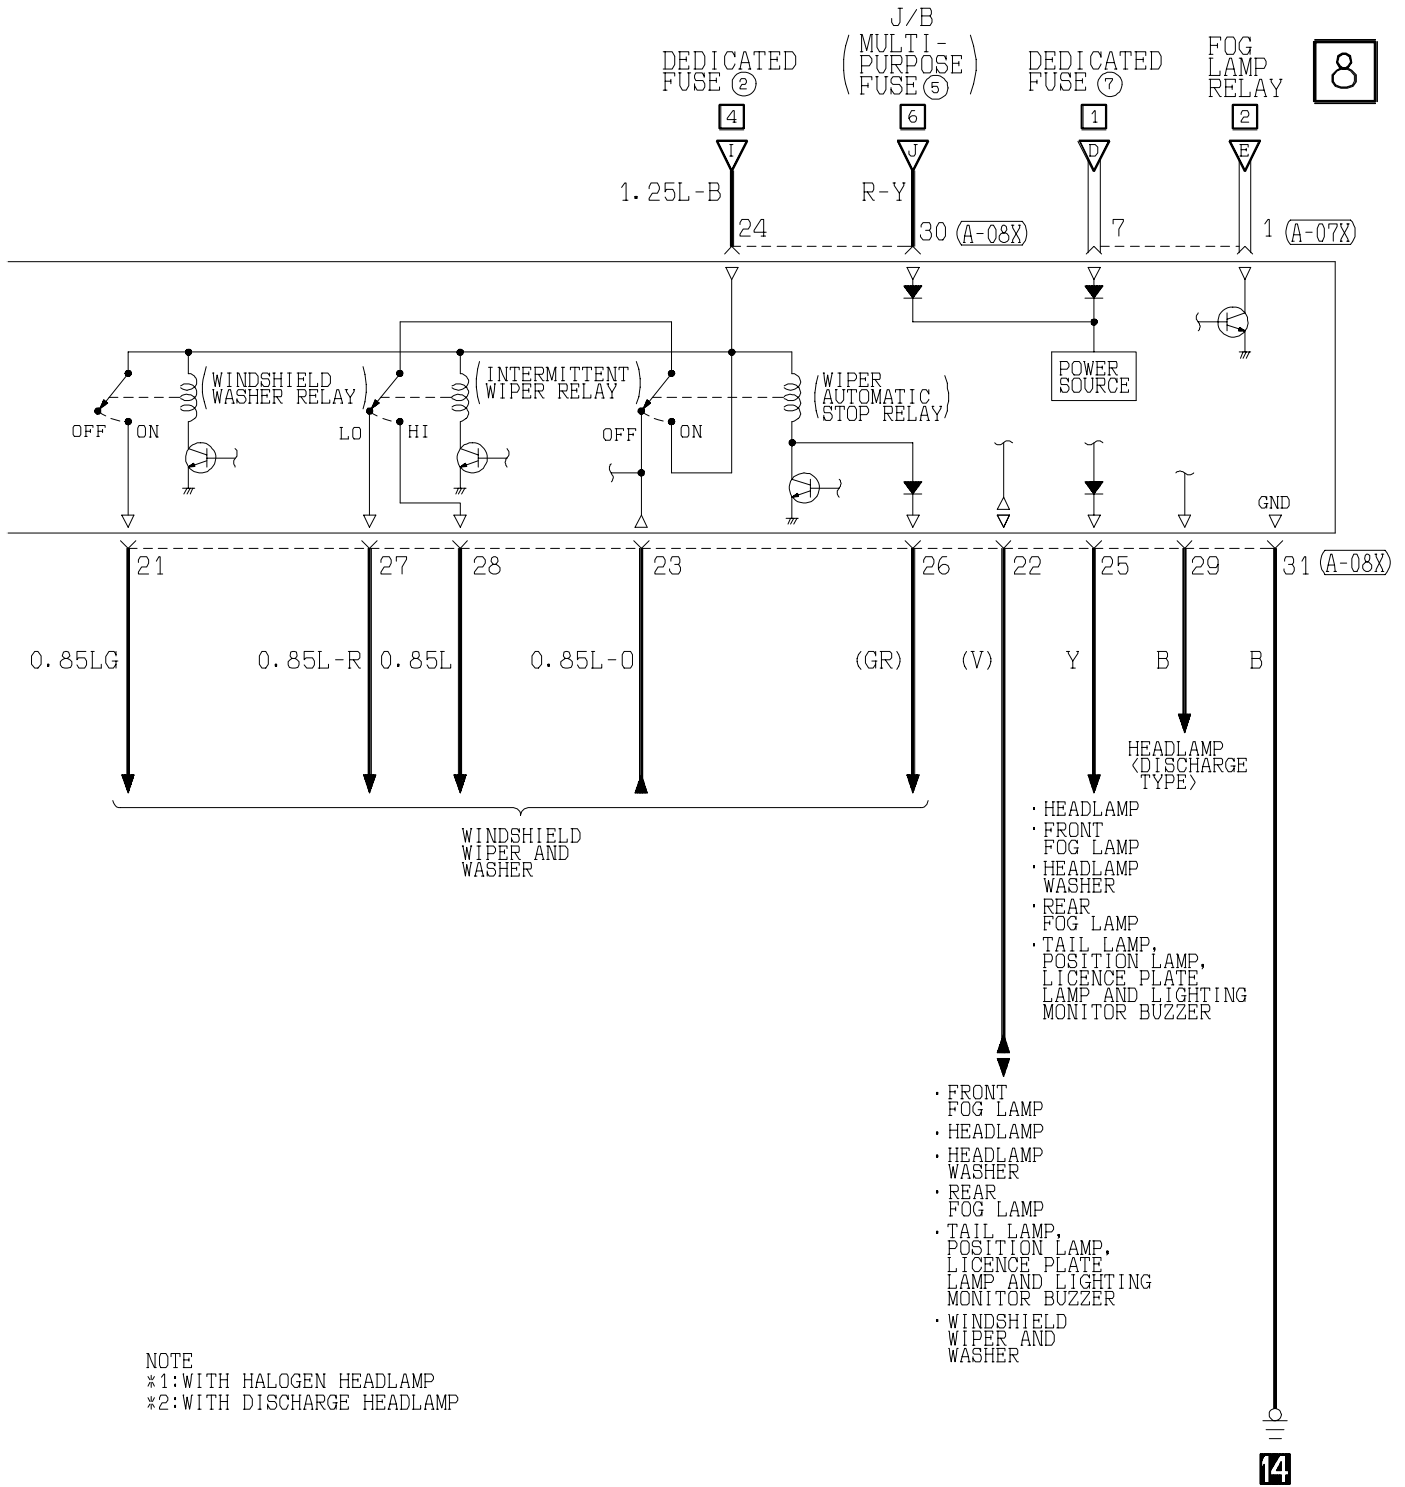 J/B
DEDICATED
FUSE ②
(MULTI-
PURPOSE
FUSE⑤)
DEDICATED
FUSE ⑦
FOG
LAMP
RELAY
8
4
6
1
2
I
J
D
E
1.25L-B
R-Y
24
30 (A-08X)
7
1 (A-07X)
(WINDSHIELD
WASHER RELAY)
(INTERMITTENT
WIPER RELAY)
(WIPER
AUTOMATIC
STOP RELAY)
POWER
SOURCE
OFF
ON
LO
HI
OFF
ON
GND
21
27
28
23
26
22
25
29
31 (A-08X)
0.85LG
0.85L-R
0.85L
0.85L-O
(GR)
(V)
Y
B
B
WINDSHIELD
WIPER AND
WASHER
HEADLAMP
<DISCHARGE
TYPE>
· HEADLAMP
· FRONT
FOG LAMP
· HEADLAMP
WASHER
· REAR
FOG LAMP
· TAIL LAMP,
POSITION LAMP,
LICENCE PLATE
LAMP AND LIGHTING
MONITOR BUZZER
· FRONT
FOG LAMP
· HEADLAMP
· HEADLAMP
WASHER
· REAR
FOG LAMP
· TAIL LAMP,
POSITION LAMP,
LICENCE PLATE
LAMP AND LIGHTING
MONITOR BUZZER
· WINDSHIELD
WIPER AND
WASHER
NOTE
*1:WITH HALOGEN HEADLAMP
*2:WITH DISCHARGE HEADLAMP
14